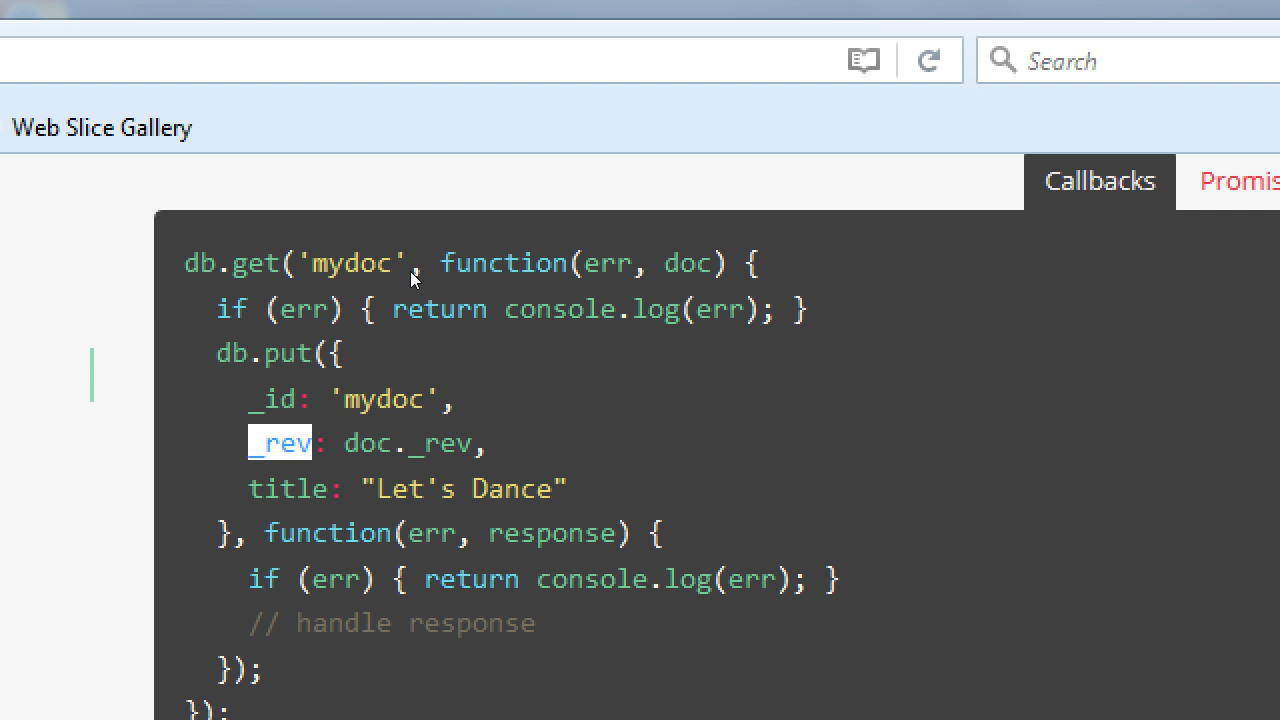 Search
Web Slice Gallery
Callbacks
db.get('mydoc', function(err, doc) {
  if (err) { return console.log(err); }
  db.put({
    _id: 'mydoc',
    _rev: doc._rev,
    title: "Let's Dance"
  }, function(err, response) {
    if (err) { return console.log(err); }
    // handle response
  });
});